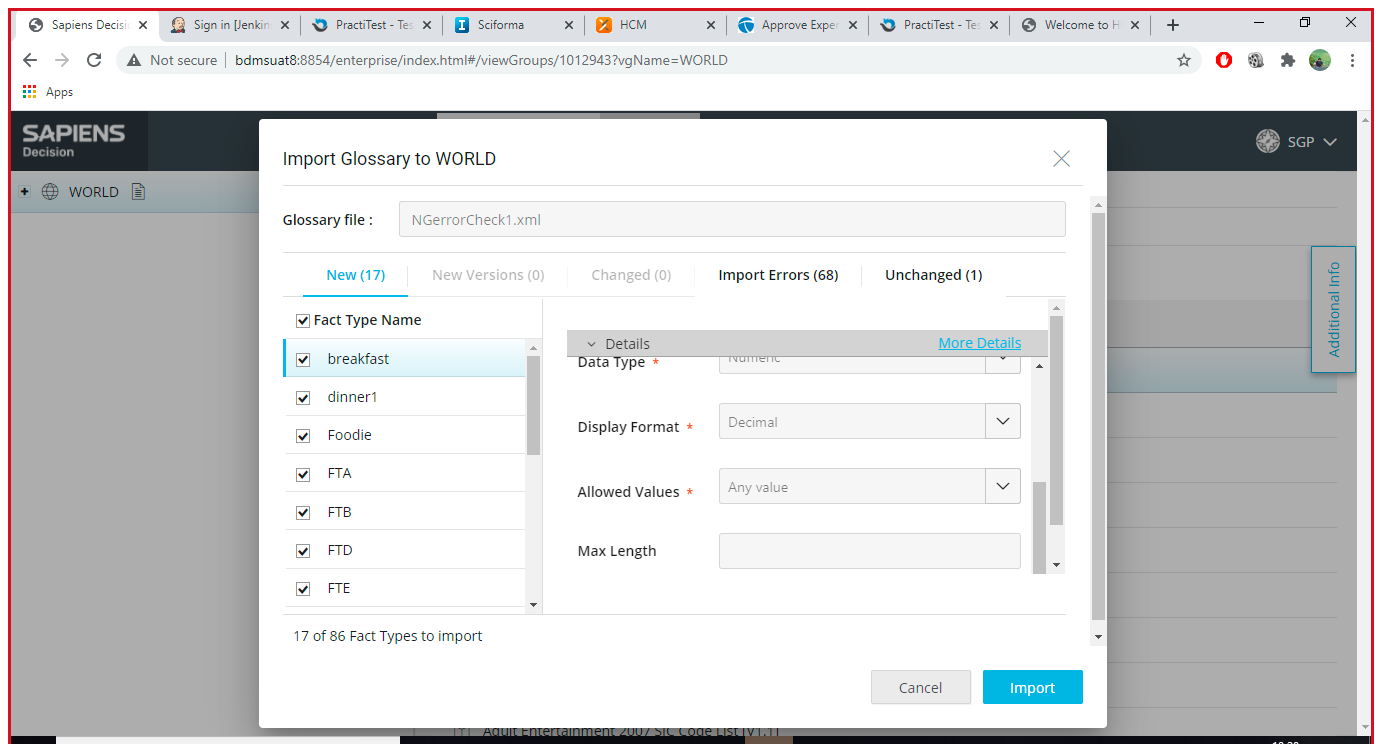 Sapiens Decisi
Sign in [Jenkin
PractiTest - Tes
Sciforma
HCM
Approve Exper
PractiTest - Tes
Welcome to H
Not secure | bdmsuat8:8854/enterprise/index.html#/viewGroups/1012943?vgName=WORLD
Apps
SAPIENS
Decision
SGP
WORLD
Additional Info
Import Glossary to WORLD
Glossary file : NGerrorCheck1.xml
New (17) New Versions (0) Changed (0) Import Errors (68) Unchanged (1)
Fact Type Name
breakfast
dinner1
Foodie
FTA
FTB
FTD
FTE
Details More Details
Data Type * Numeric
Display Format * Decimal
Allowed Values * Any value
Max Length
17 of 86 Fact Types to import
Cancel Import
Adult Entertainment 2007 SIC Code List [V1.1]